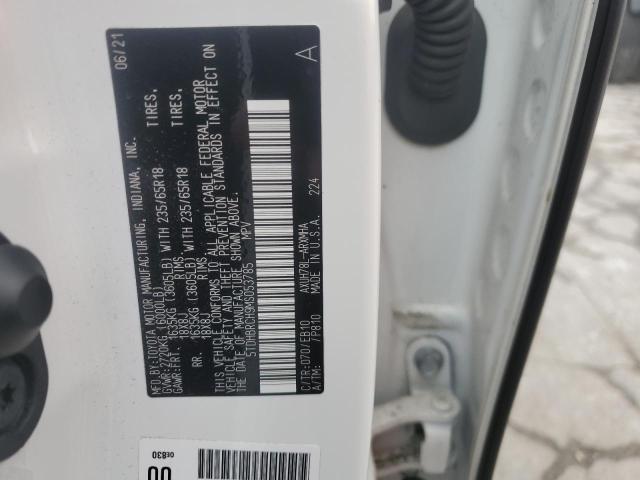 MFD.BY:TOYOTA MOTOR MANUFACTURING, INDIANA, INC. 06/21
GVWR:2720KG (6000LB)
GAWR:FRT. 1635KG (3605LB) WITH 235/65R18 TIRES,
18X8J RIMS,
RR. 1635KG (3605LB) WITH 235/65R18 TIRES,
18X8J RIMS,
THIS VEHICLE CONFORMS TO ALL APPLICABLE FEDERAL MOTOR
VEHICLE SAFETY AND THEFT PREVENTION STANDARDS IN EFFECT ON
THE DATE OF MANUFACTURE SHOWN ABOVE.
MPV
A
C/TR:070/EB10 AXUH78L-ARXMHA 224
A/TM: /P810 MADE IN U.S.A.
0E830